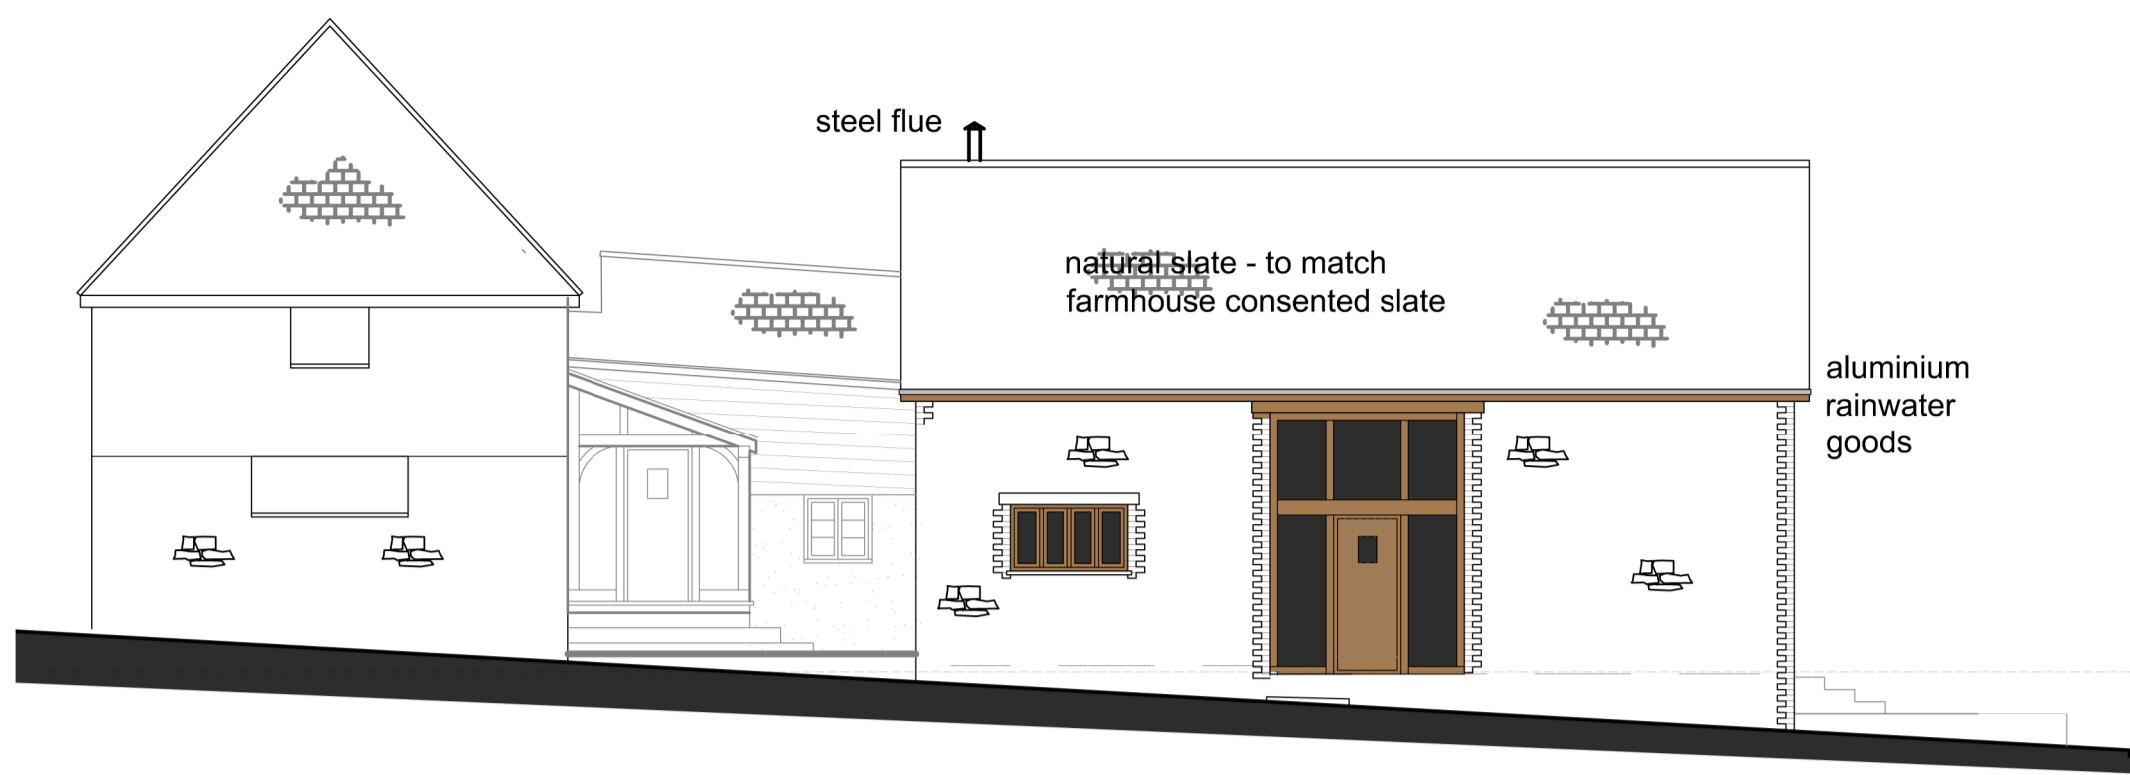 steel flue
natural slate - to match
farmhouse consented slate
aluminium
rainwater
goods